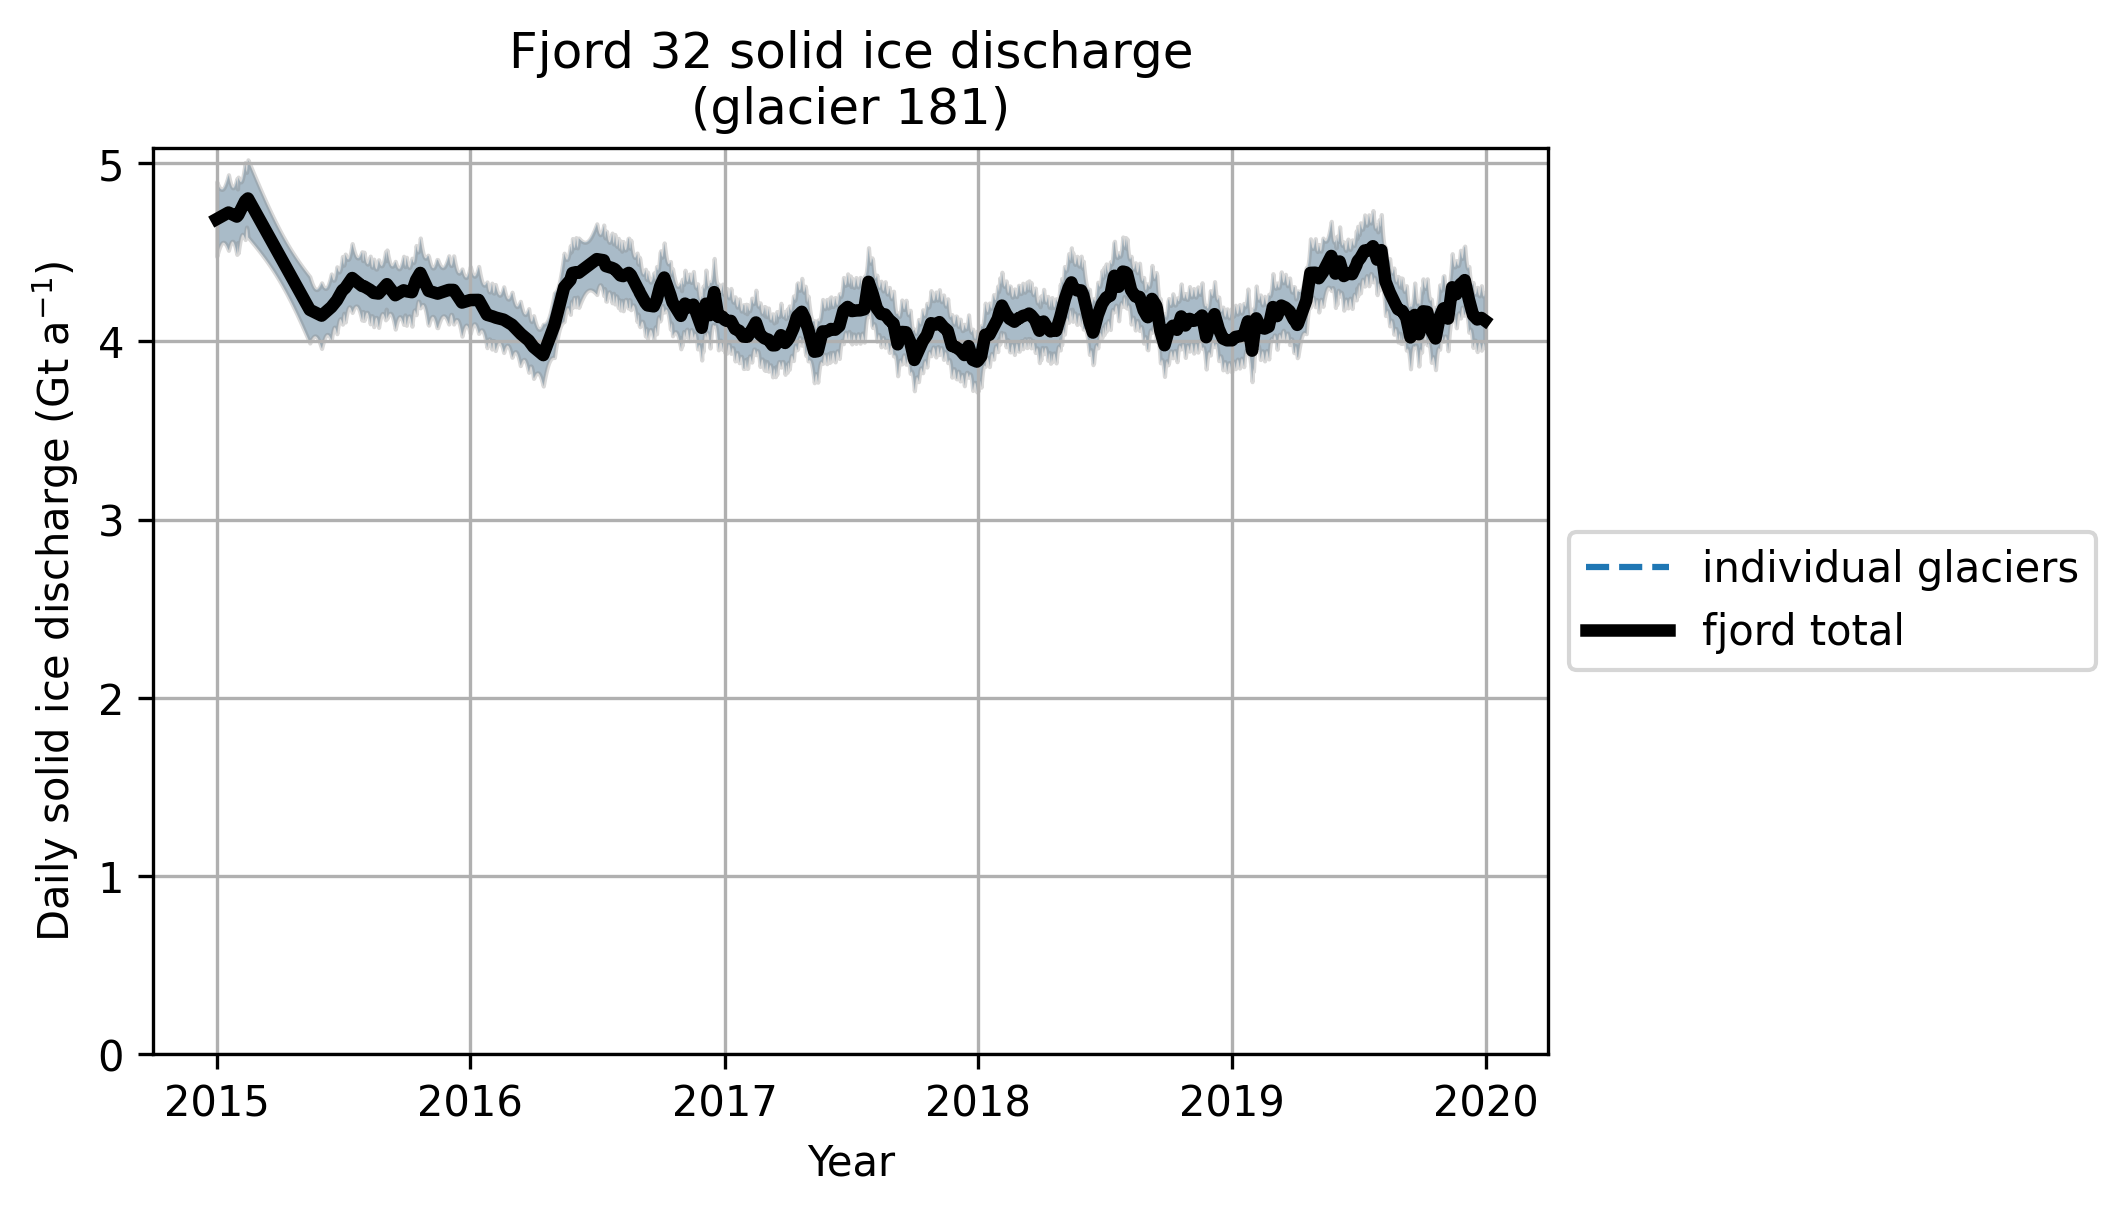 Fjord 32 solid ice discharge
(glacier 181)
Daily solid ice discharge (Gt a⁻¹)
5
4
3
2
1
0
2015 2016 2017 2018 2019 2020
Year
individual glaciers
fjord total